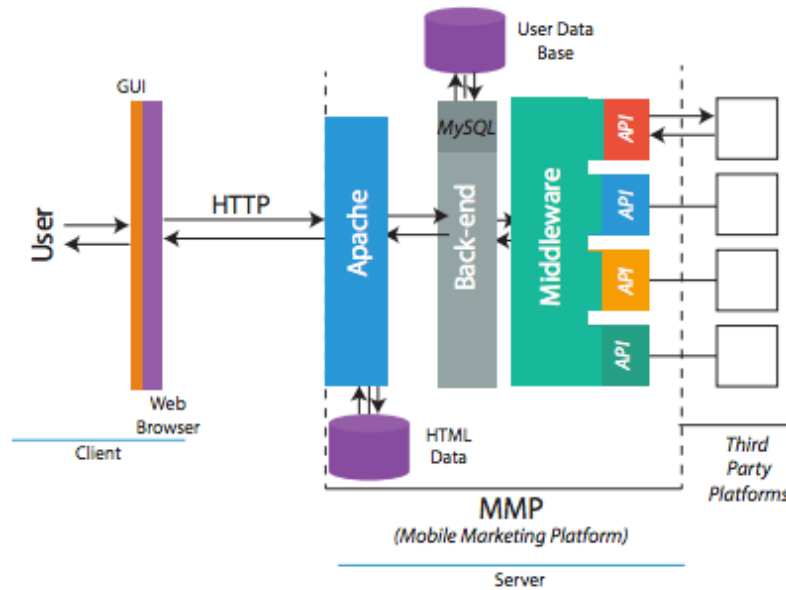 User Data
Base
GUI
MySQL
API
HTTP
User
Apache
Back-end
Middleware
API
API
API
Web
Browser
Client
HTML
Data
Third
Party
Platforms
MMP
(Mobile Marketing Platform)
Server